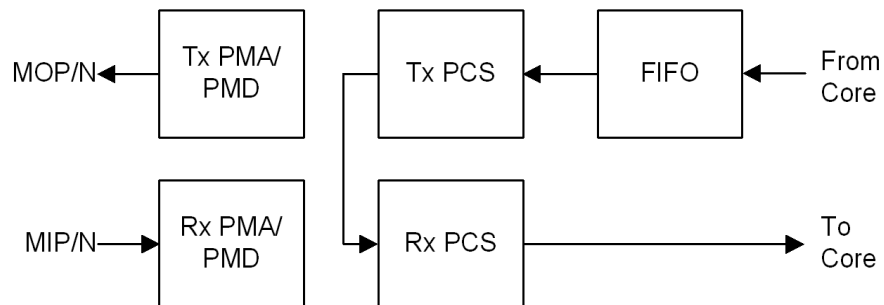 MOP/N
Tx PMA/
PMD
Tx PCS
FIFO
From
Core
MIP/N
Rx PMA/
PMD
Rx PCS
To
Core